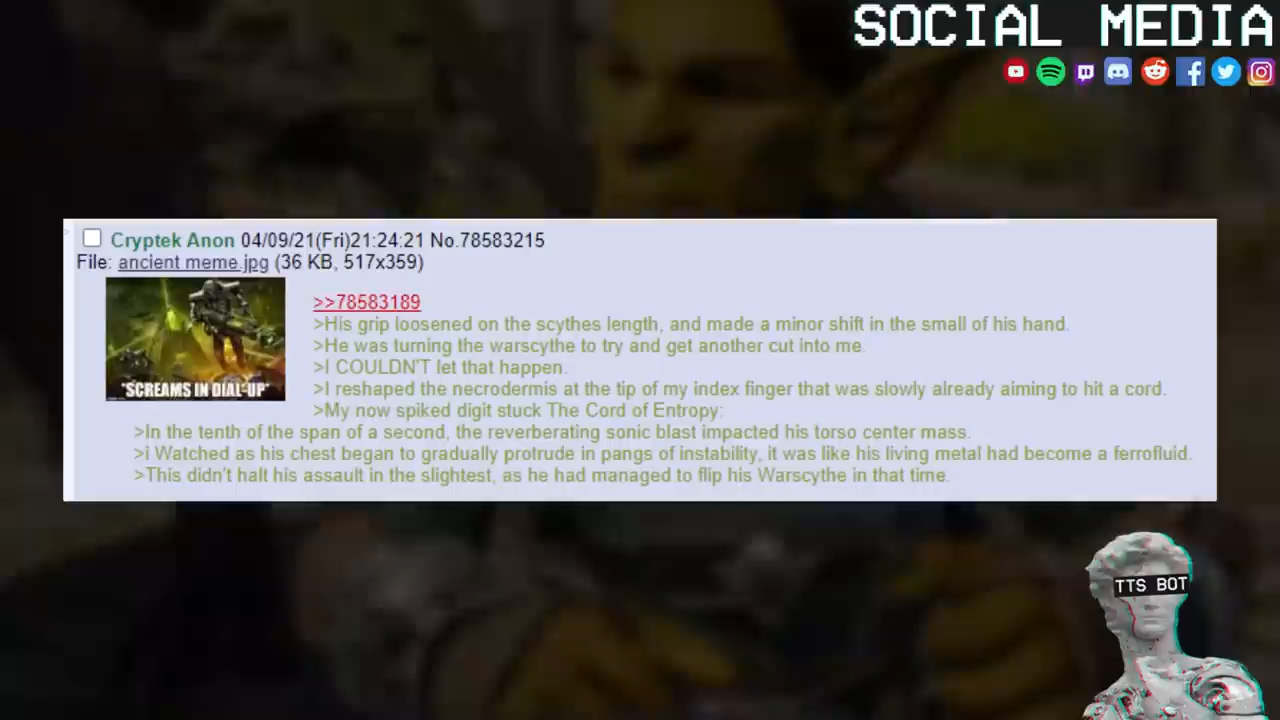 SOCIAL MEDIA
Cryptek Anon 04/09/21(Fri)21:24:21 No.78583215
File: ancient meme.jpg (36 KB, 517x359)
>>78583189
>His grip loosened on the scythes length, and made a minor shift in the small of his hand.
>He was turning the warscythe to try and get another cut into me.
>I COULDN'T let that happen.
>I reshaped the necrodermis at the tip of my index finger that was slowly already aiming to hit a cord.
>My now spiked digit stuck The Cord of Entropy:
"SCREAMS IN DIAL-UP"
>In the tenth of the span of a second, the reverberating sonic blast impacted his torso center mass.
>i Watched as his chest began to gradually protrude in pangs of instability, it was like his living metal had become a ferrofluid.
>This didn't halt his assault in the slightest, as he had managed to flip his Warscythe in that time.
TTS BOT